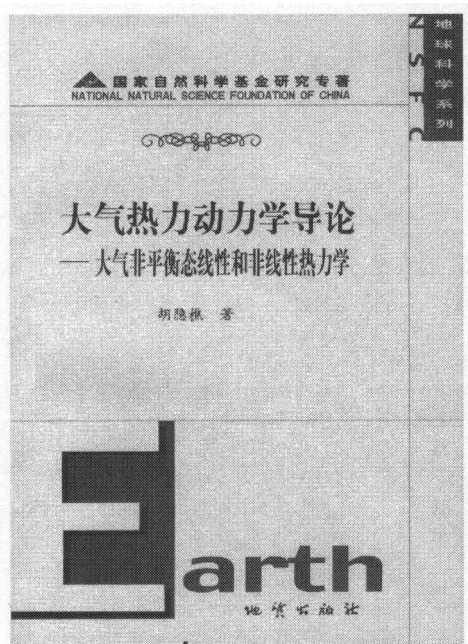 国家自然科学基金研究专著
NATIONAL NATURAL SCIENCE FOUNDATION OF CHINA
NSFC
地球科学系列
大气热力动力学导论
——大气非平衡态线性和非线性热力学
胡隐樵 著
Earth
地质出版社